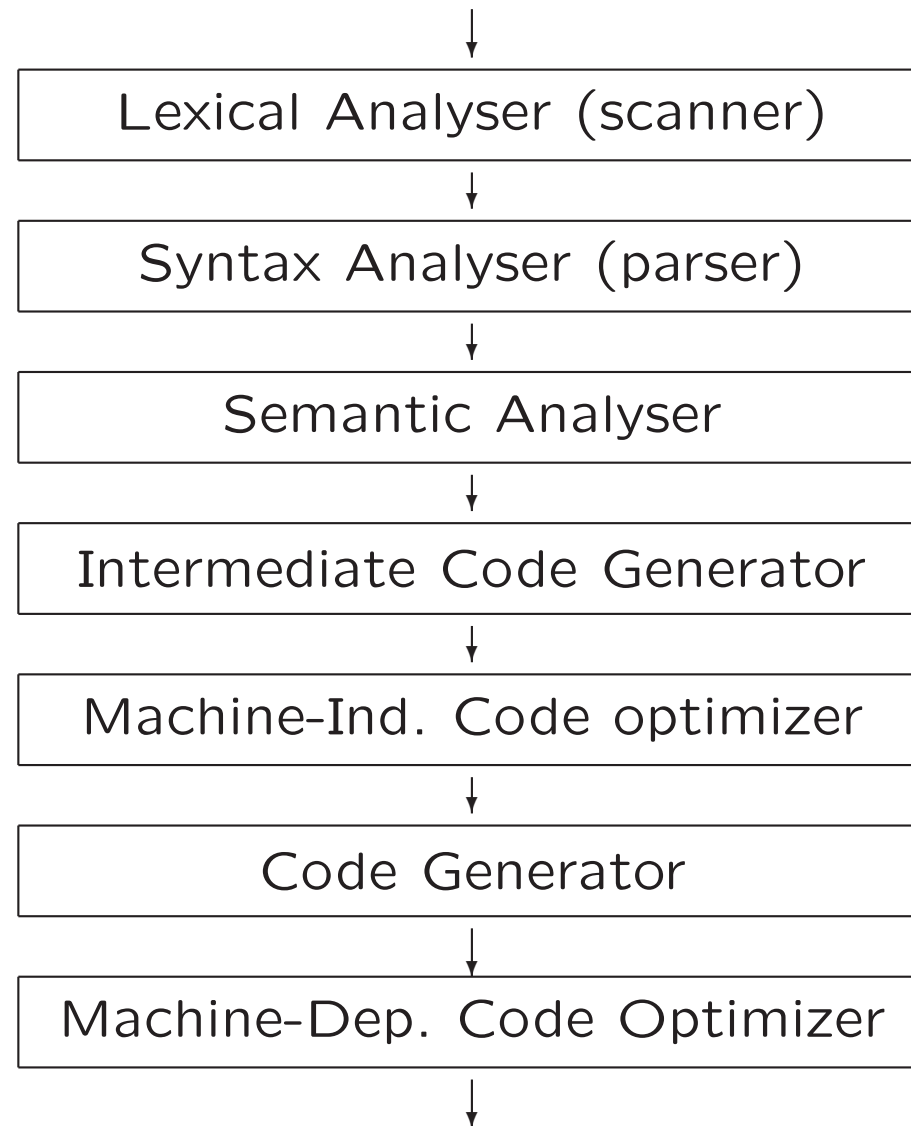 Lexical Analyser (scanner)
Syntax Analyser (parser)
Semantic Analyser
Intermediate Code Generator
Machine-Ind. Code optimizer
Code Generator
Machine-Dep. Code Optimizer